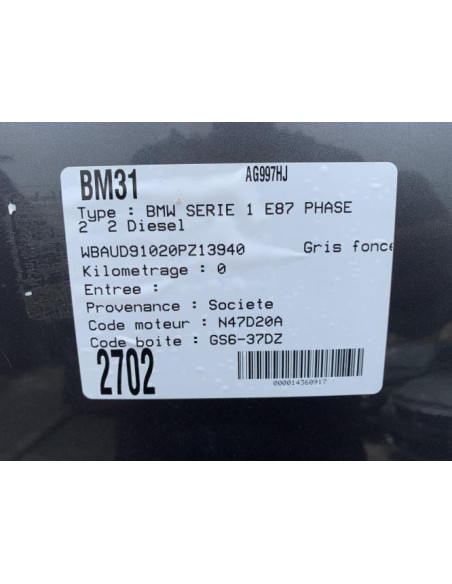 BM31 AG997HJ
Type : BMW SERIE 1 E87 PHASE
2 2 Diesel
WBAUD91020PZ13940 Gris fonce
Kilometrage : 0
Entree :
Provenance : Societe
Code moteur : N47D20A
Code boite : GS6-37DZ
2702
000014360917